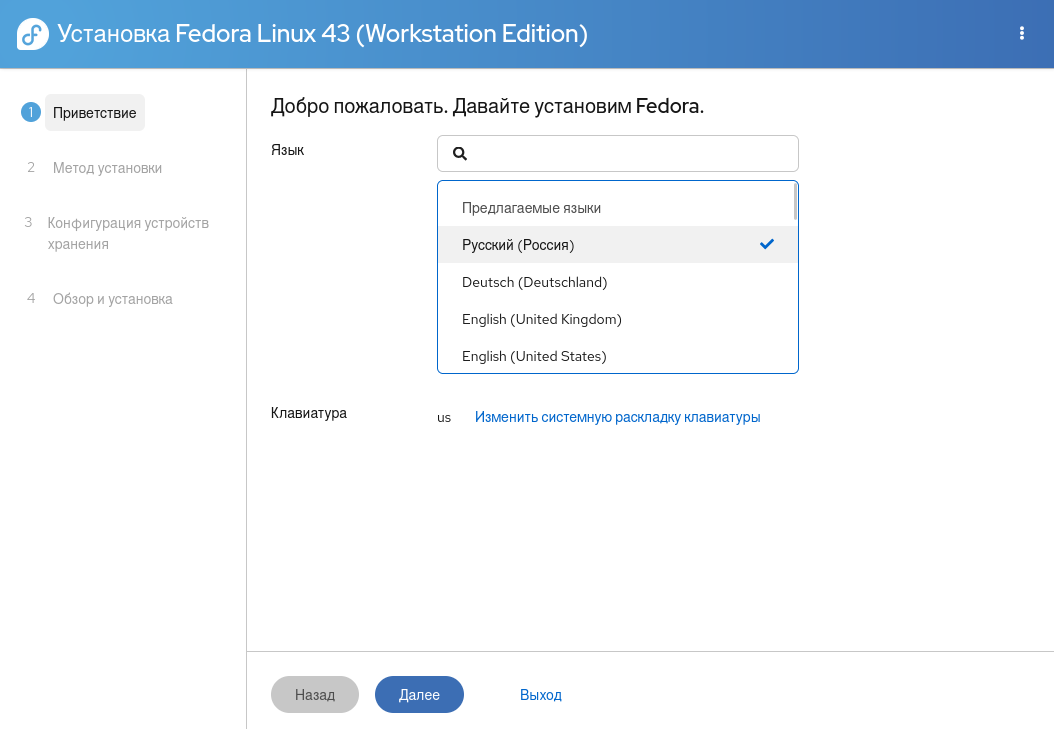 Установка Fedora Linux 43 (Workstation Edition)
1 Приветствие
2 Метод установки
3 Конфигурация устройств
хранения
4 Обзор и установка
Добро пожаловать. Давайте установим Fedora.
Язык
Предлагаемые языки
Русский (Россия)
Deutsch (Deutschland)
English (United Kingdom)
English (United States)
Клавиатура
us Изменить системную раскладку клавиатуры
Назад Далее Выход